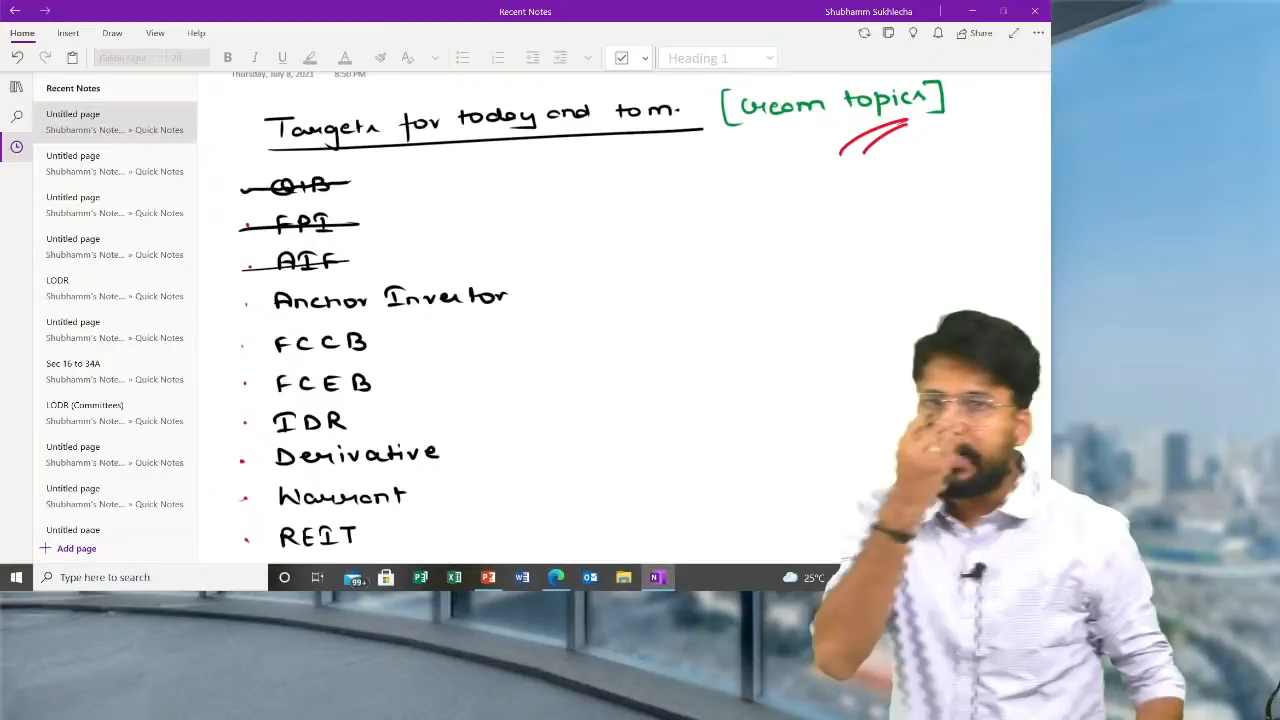 Recent Notes
Shubhamm Sukhlecha
Home Insert Draw View Help
Share
Calibri Light 20
B I U A
Heading 1
Recent Notes
Untitled page
Shubhamm's Note... » Quick Notes
Untitled page
Shubhamm's Note... » Quick Notes
Untitled page
Shubhamm's Note... » Quick Notes
Untitled page
Shubhamm's Note... » Quick Notes
LODR
Shubhamm's Note... » Quick Notes
Untitled page
Shubhamm's Note... » Quick Notes
Sec 16 to 34A
Shubhamm's Note... » Quick Notes
LODR (Committees)
Shubhamm's Note... » Quick Notes
Untitled page
Shubhamm's Note... » Quick Notes
Untitled page
Shubhamm's Note... » Quick Notes
Untitled page
+ Add page
Thursday, July 8, 2021 8:50 PM
Targets for today and tom. [cream topics]
QIB
FPI
AIF
Anchor Investor
FCCB
FCEB
IDR
Derivative
Warrant
REIT
Type here to search
99+
25°C